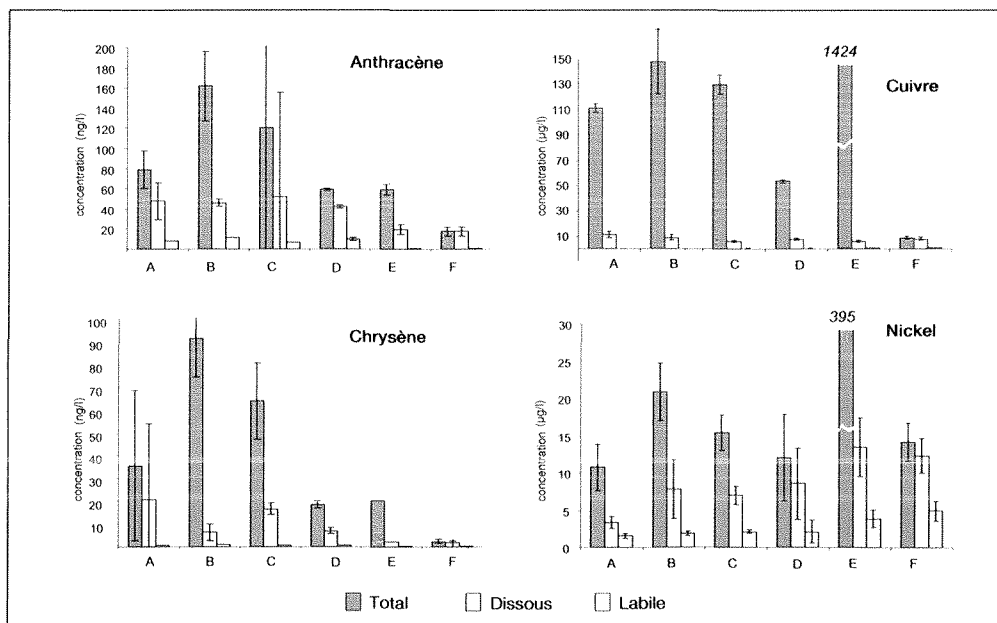 Anthracène
concentration (ng/l)
200
180
160
140
120
100
80
60
40
20
A B C D E F
Cuivre
1424
concentration (µg/l)
150
130
110
90
70
50
30
10
A B C D E F
Chrysène
concentration (ng/l)
100
90
80
70
60
50
40
30
20
10
A B C D E F
Nickel
395
concentration (µg/l)
30
25
20
15
10
5
0
A B C D E F
Total Dissous Labile